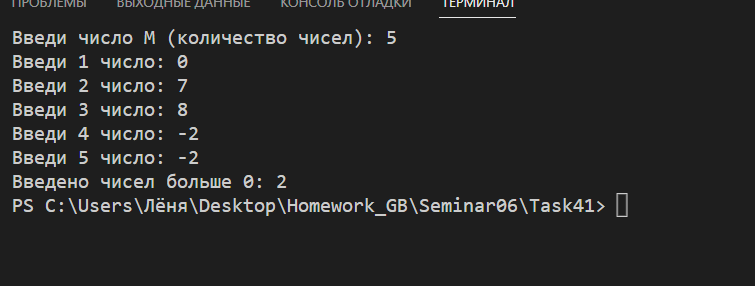 ПРОБЛЕМЫ ВЫХОДНЫЕ ДАННЫЕ КОНСОЛЬ ОТЛАДКИ ТЕРМИНАЛ
Введи число M (количество чисел): 5
Введи 1 число: 0
Введи 2 число: 7
Введи 3 число: 8
Введи 4 число: -2
Введи 5 число: -2
Введено чисел больше 0: 2
PS C:\Users\Лёня\Desktop\Homework_GB\Seminar06\Task41>